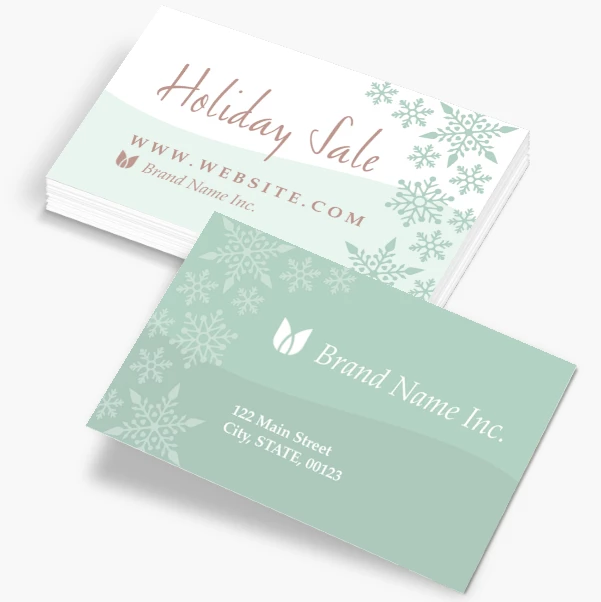 Holiday Sale
WWW.WEBSITE.COM
Brand Name Inc.
Brand Name Inc.
122 Main Street
City, STATE, 00123